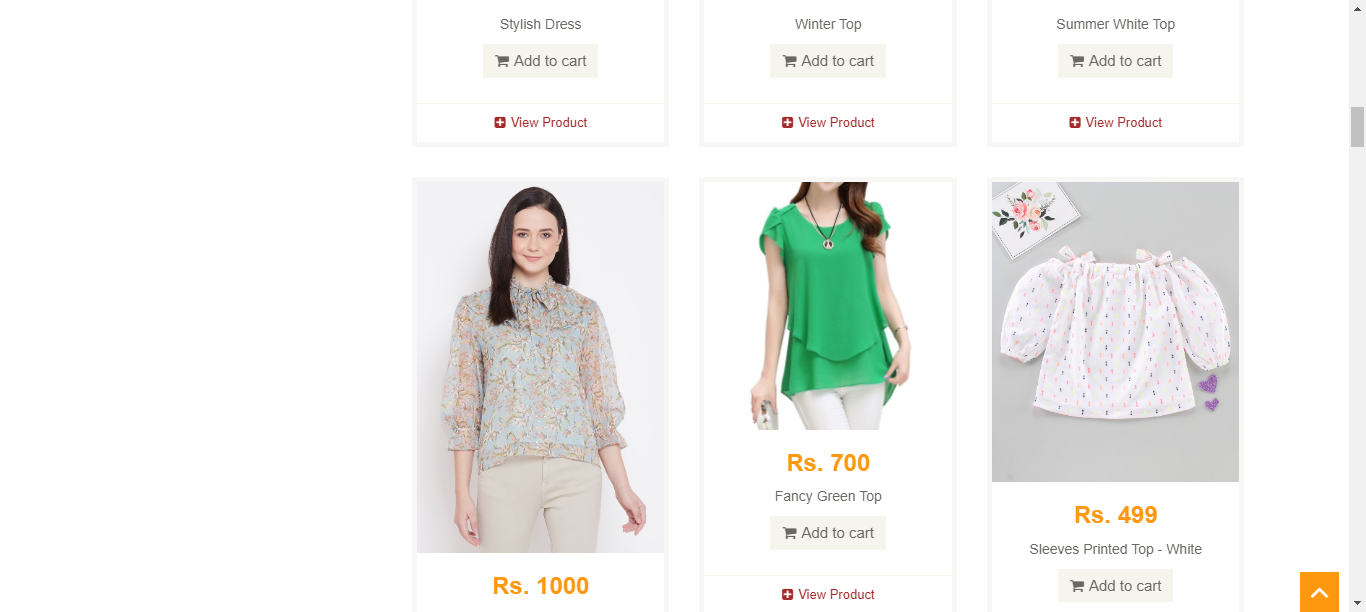 Stylish Dress
Add to cart
View Product
Winter Top
Add to cart
View Product
Summer White Top
Add to cart
View Product
Rs. 1000
Rs. 700
Fancy Green Top
Add to cart
View Product
Rs. 499
Sleeves Printed Top - White
Add to cart